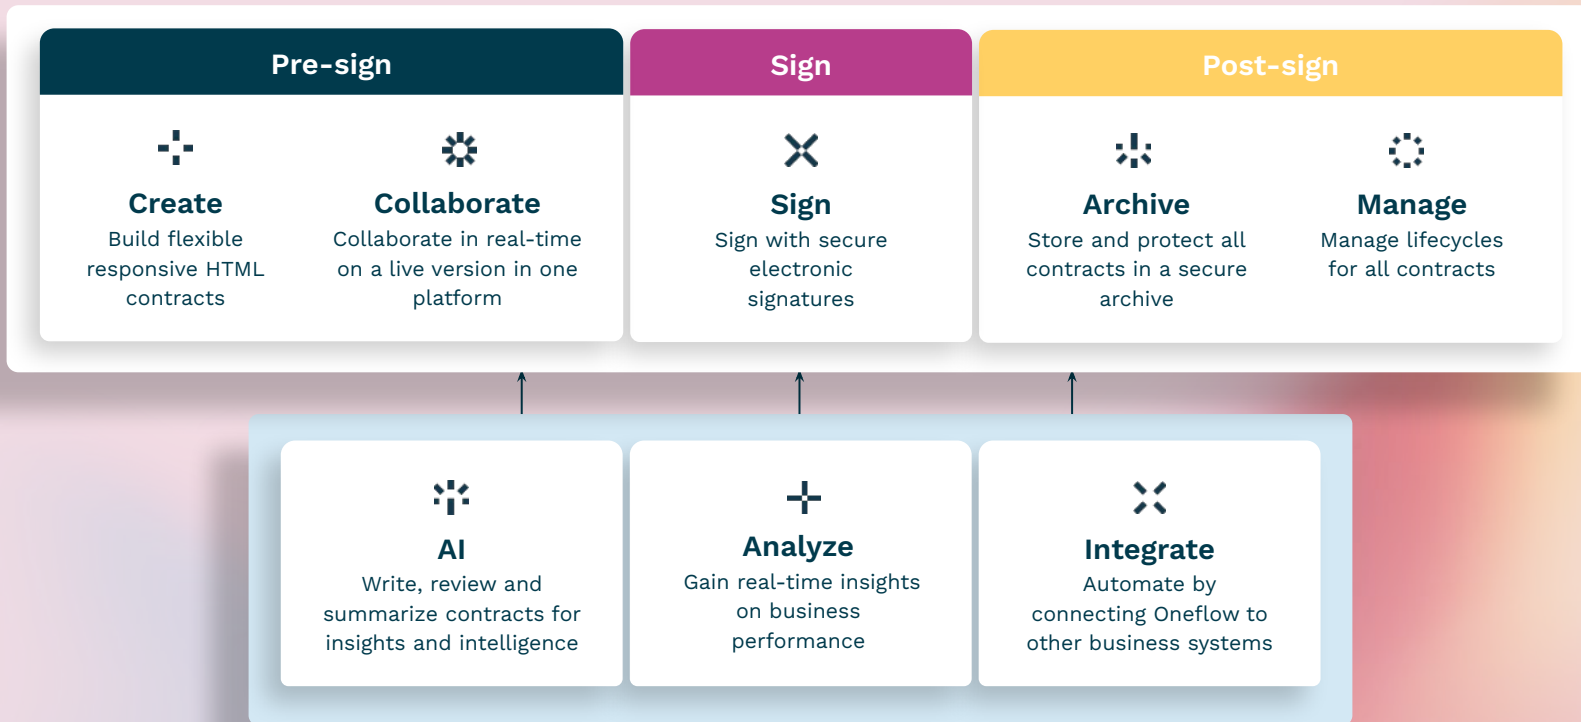 Pre-sign
Create
Build flexible
responsive HTML
contracts
Collaborate
Collaborate in real-time
on a live version in one
platform
Sign
Sign
Sign with secure
electronic
signatures
Post-sign
Archive
Store and protect all
contracts in a secure
archive
Manage
Manage lifecycles
for all contracts
AI
Write, review and
summarize contracts for
insights and intelligence
Analyze
Gain real-time insights
on business
performance
Integrate
Automate by
connecting Oneflow to
other business systems